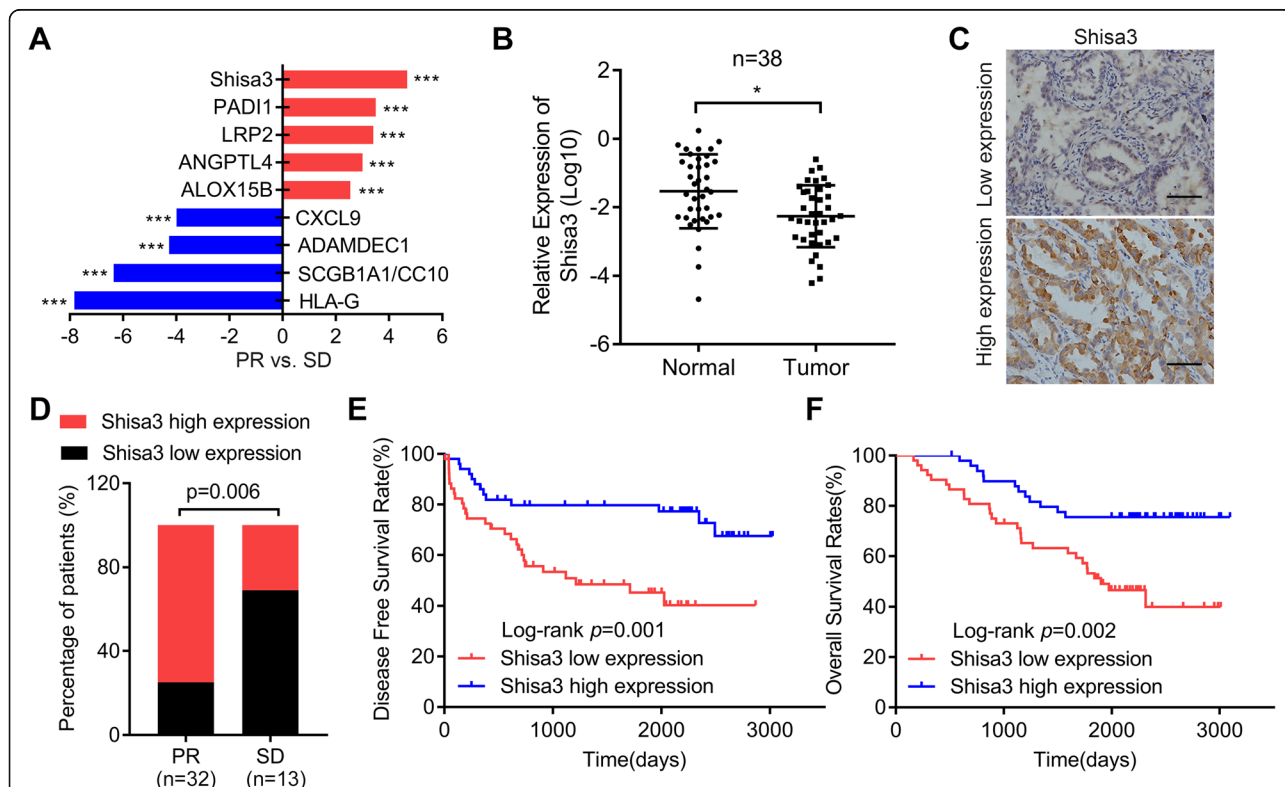 A
Shisa3 ***
PADI1 ***
LRP2 ***
ANGPTL4 ***
ALOX15B ***
*** CXCL9
*** ADAMDEC1
*** SCGB1A1/CC10
*** HLA-G
-8 -6 -4 -2 0 2 4 6
PR vs. SD
B
n=38
*
Relative Expression of
Shisa3 (Log10)
2
0
-2
-4
-6
Normal Tumor
C
Shisa3
Low expression
High expression
D
Shisa3 high expression
Shisa3 low expression
p=0.006
Percentage of patients (%)
120
80
40
0
PR SD
(n=32) (n=13)
E
Disease Free Survival Rate(%)
100
80
60
40
20
0
Log-rank p=0.001
Shisa3 low expression
Shisa3 high expression
0 1000 2000 3000
Time(days)
F
Overall Survival Rates(%)
100
80
60
40
20
0
Log-rank p=0.002
Shisa3 low expression
Shisa3 high expression
0 1000 2000 3000
Time(days)